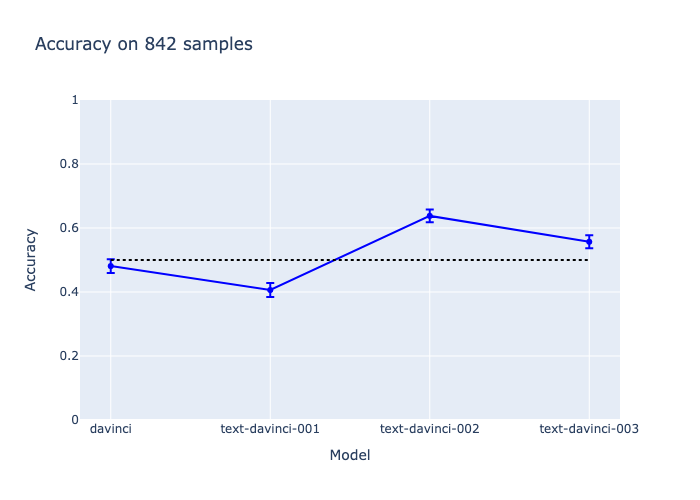 Accuracy on 842 samples
1
0.8
0.6
0.4
0.2
0
Accuracy
davinci
text-davinci-001
text-davinci-002
text-davinci-003
Model